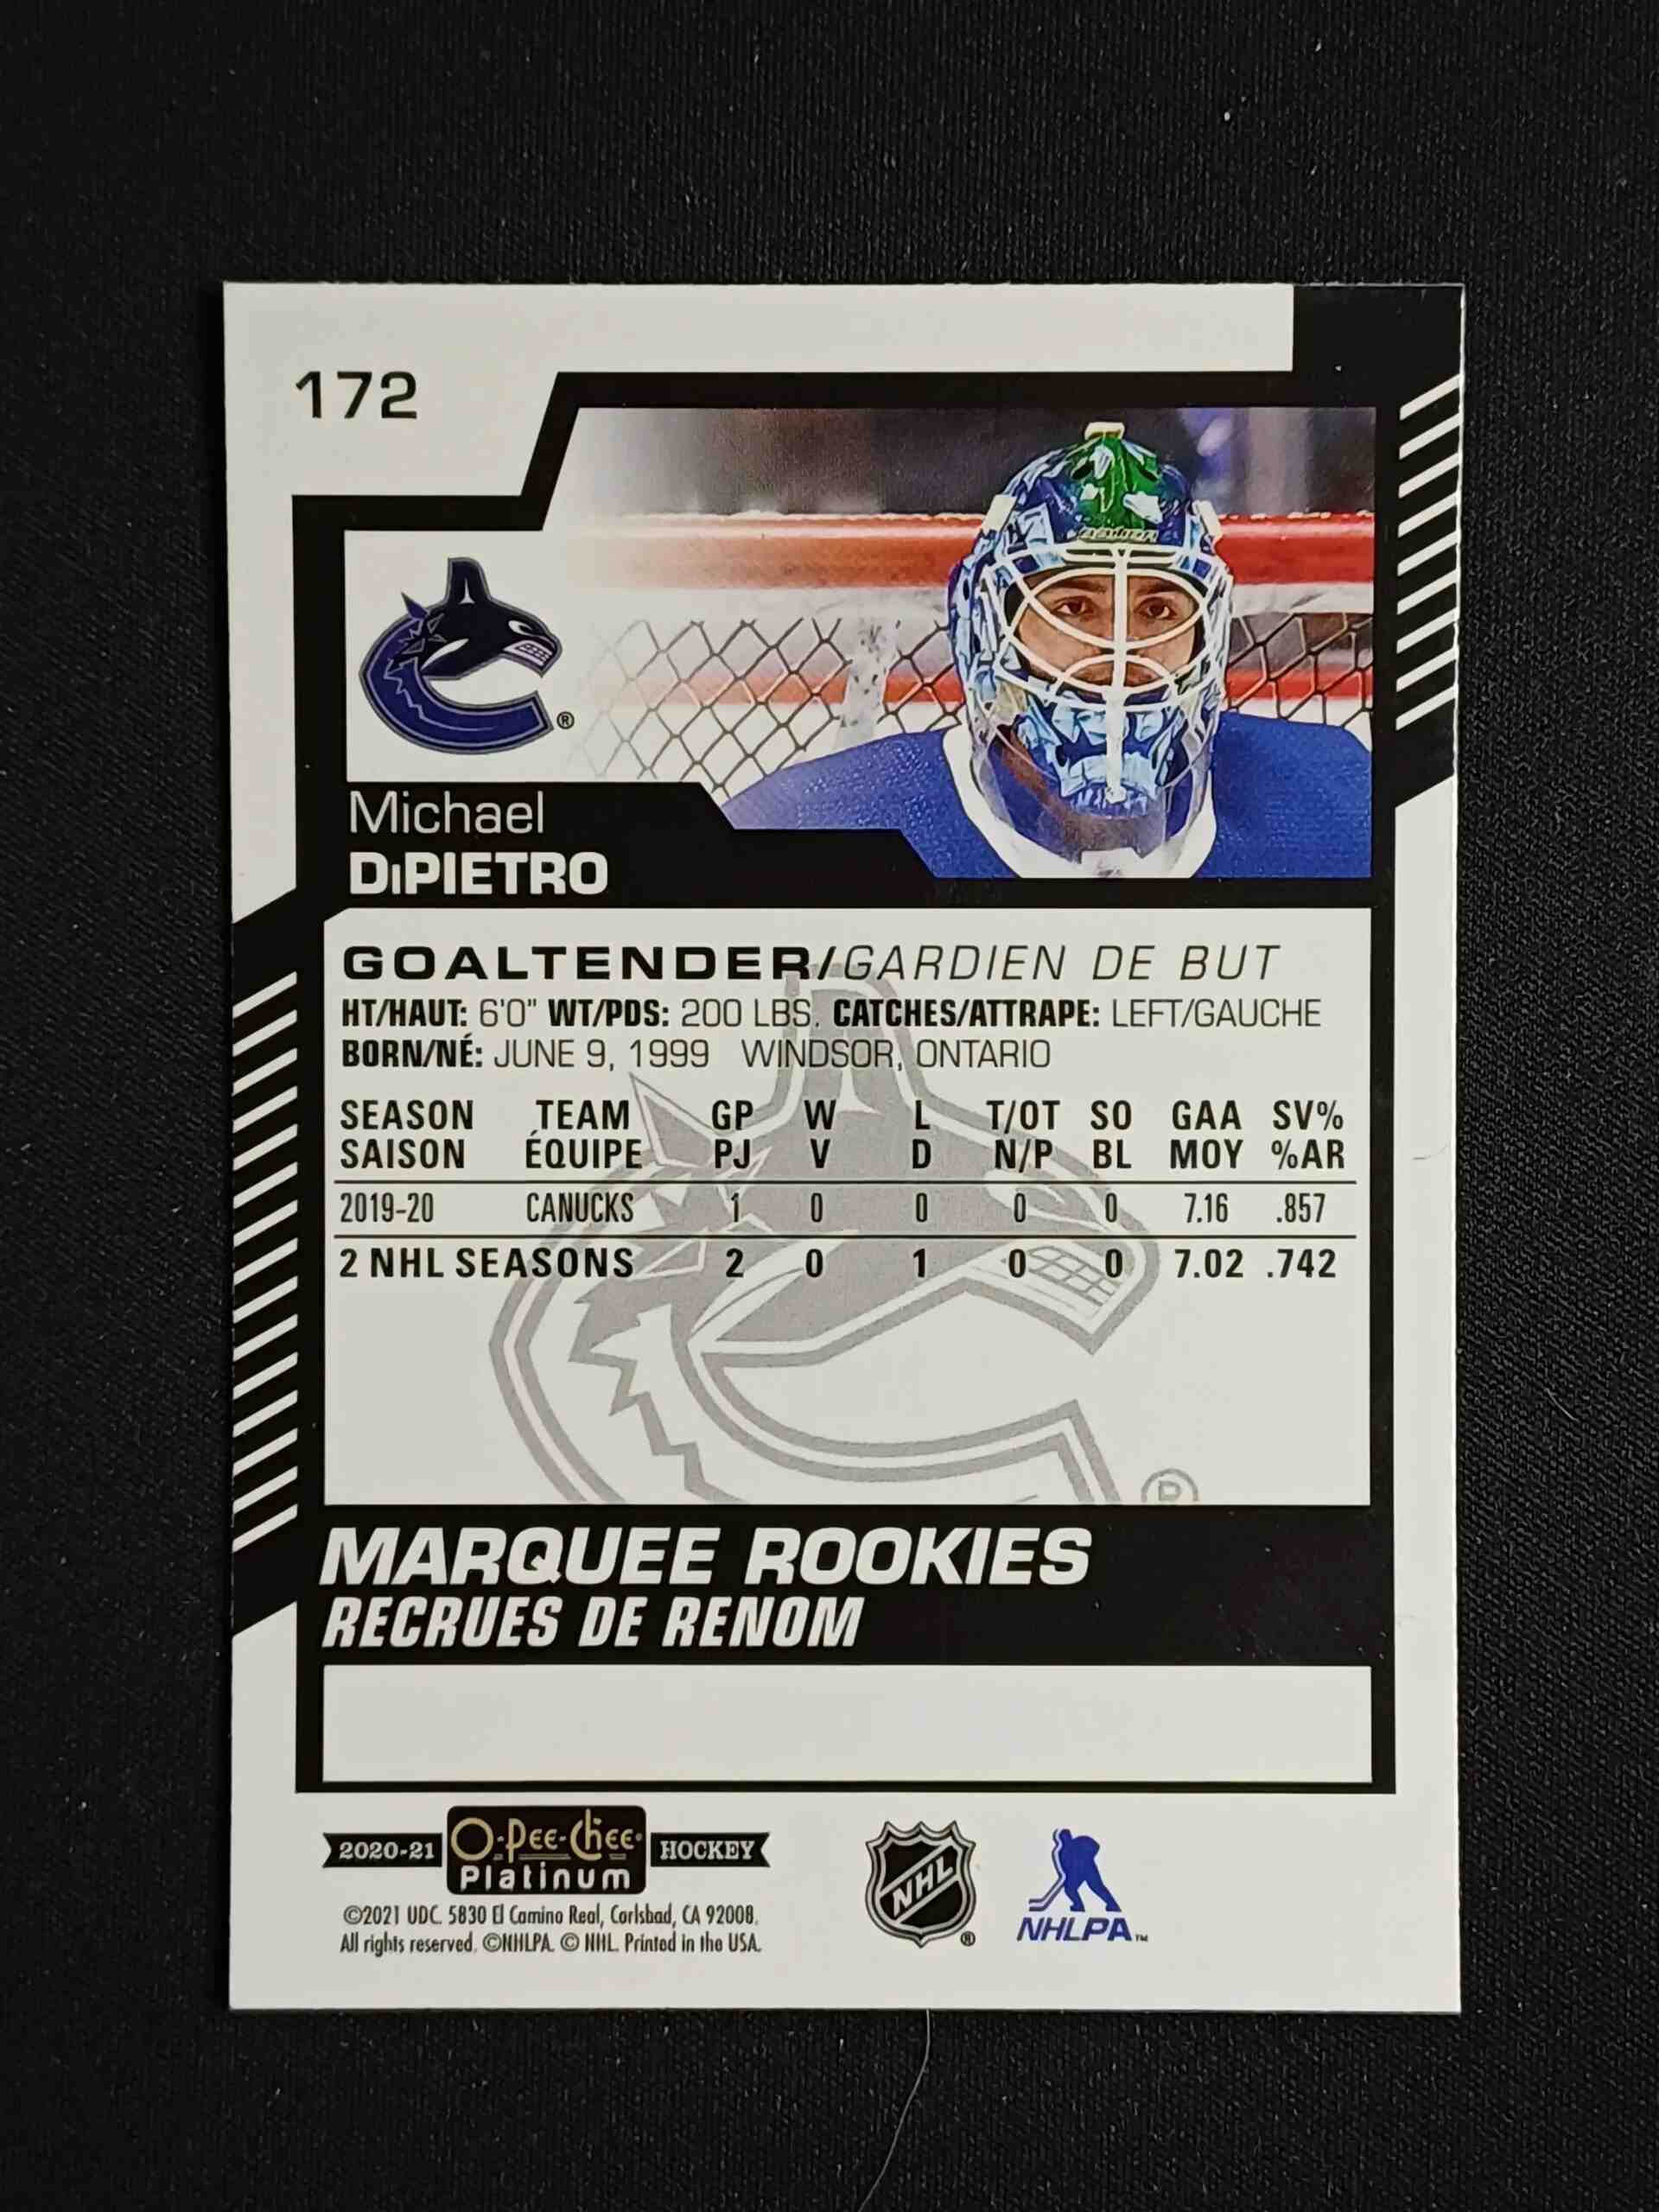 172
®
Michael
DiPIETRO
GOALTENDER/GARDIEN DE BUT
HT/HAUT: 6'0" WT/PDS: 200 LBS. CATCHES/ATTRAPE: LEFT/GAUCHE
BORN/NÉ: JUNE 9, 1999 WINDSOR, ONTARIO
SEASON TEAM GP W L T/OT SO GAA SV%
SAISON ÉQUIPE PJ V D N/P BL MOY %AR
2019-20 CANUCKS 1 0 0 0 0 7.16 .857
2 NHL SEASONS 2 0 1 0 0 7.02 .742
®
MARQUEE ROOKIES
RECRUES DE RENOM
2020-21 O-Pee-Chee Platinum HOCKEY
©2021 UDC. 5830 El Camino Real, Carlsbad, CA 92008.
All rights reserved. ©NHLPA. © NHL. Printed in the USA.
NHL ®
NHLPA™